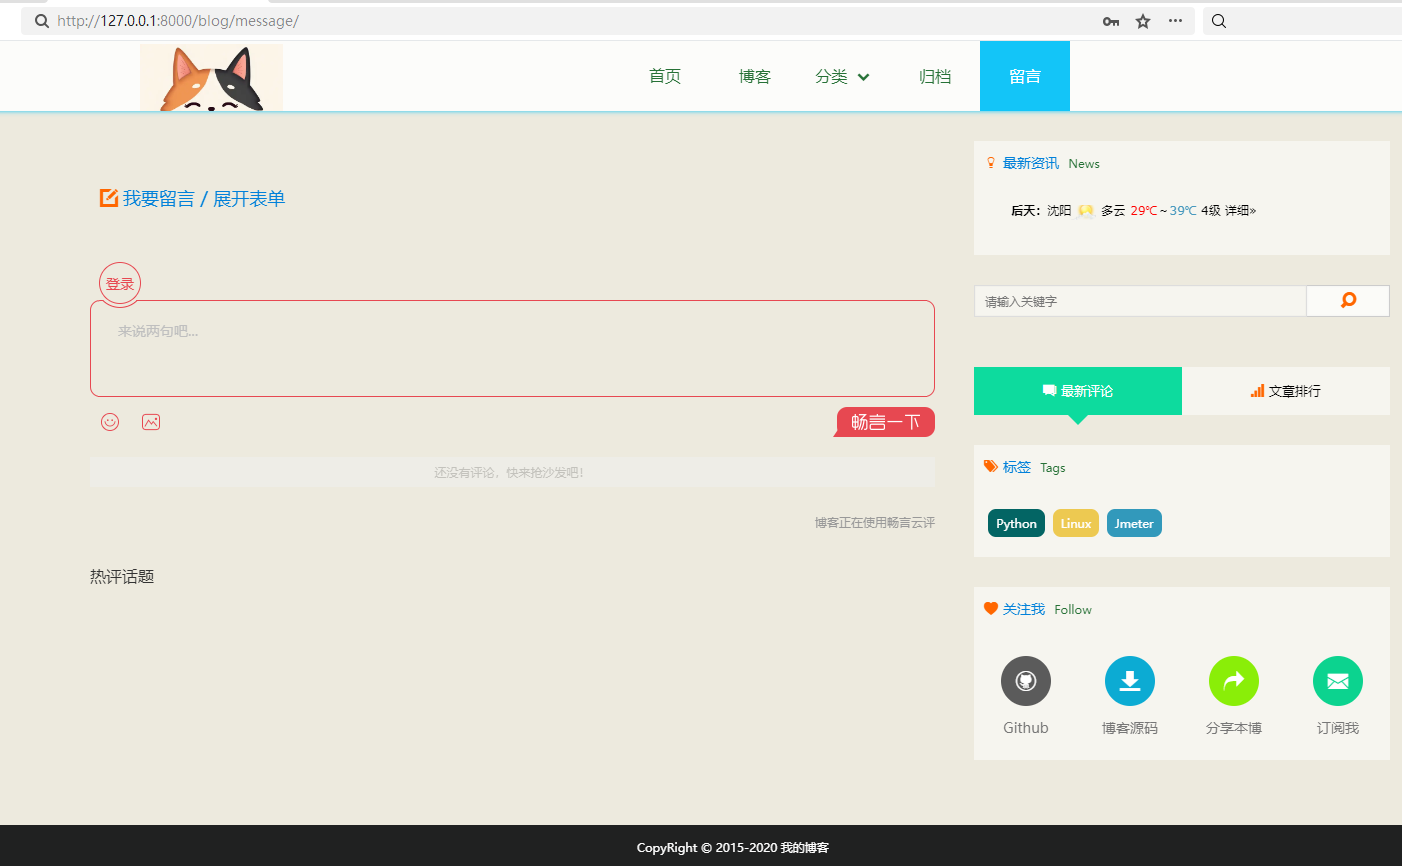 http://127.0.0.1:8000/blog/message/
首页 博客 分类 归档 留言
我要留言 / 展开表单
登录
来说两句吧...
畅言一下
还没有评论，快来抢沙发吧！
博客正在使用畅言云评
热评话题
最新资讯 News
后天：沈阳 多云 29℃～39℃ 4级 详细»
请输入关键字
最新评论 文章排行
标签 Tags
Python Linux Jmeter
关注我 Follow
Github 博客源码 分享本博 订阅我
CopyRight © 2015-2020 我的博客